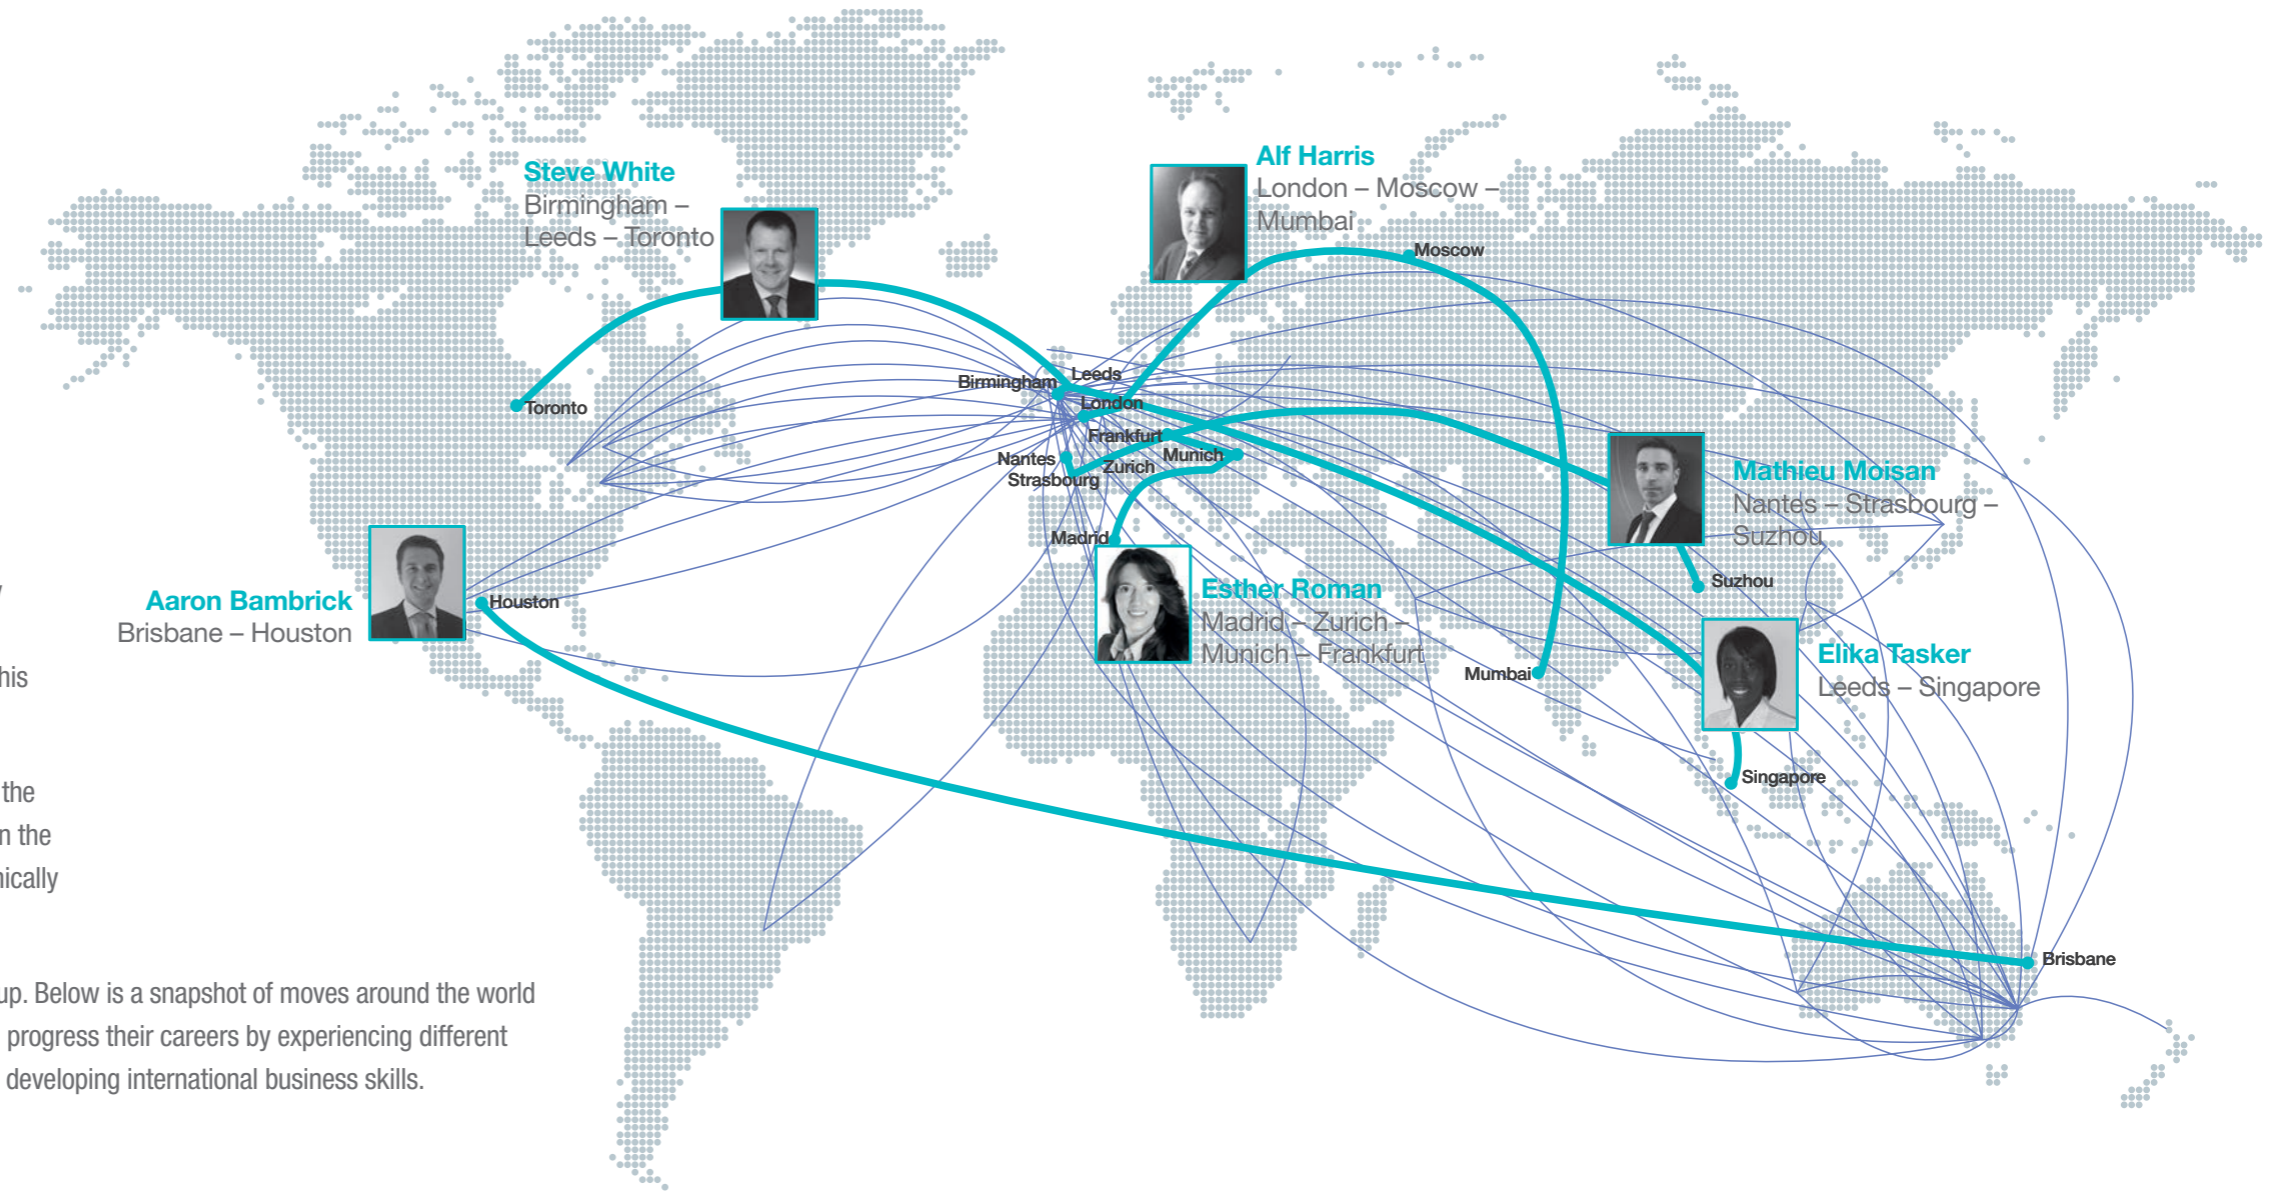 Steve White
Birmingham –
Leeds – Toronto
Alf Harris
London – Moscow –
Mumbai
Moscow
Toronto
Birmingham
Leeds
London
Frankfurt
Nantes
Zurich
Munich
Strasbourg
Madrid
Mathieu Moisan
Nantes – Strasbourg –
Suzhou
Suzhou
Aaron Bambrick
Brisbane – Houston
Houston
Esther Roman
Madrid – Zurich –
Munich – Frankfurt
Mumbai
Elika Tasker
Leeds – Singapore
Singapore
Brisbane
his
the
n the
nically
up. Below is a snapshot of moves around the world
progress their careers by experiencing different
developing international business skills.